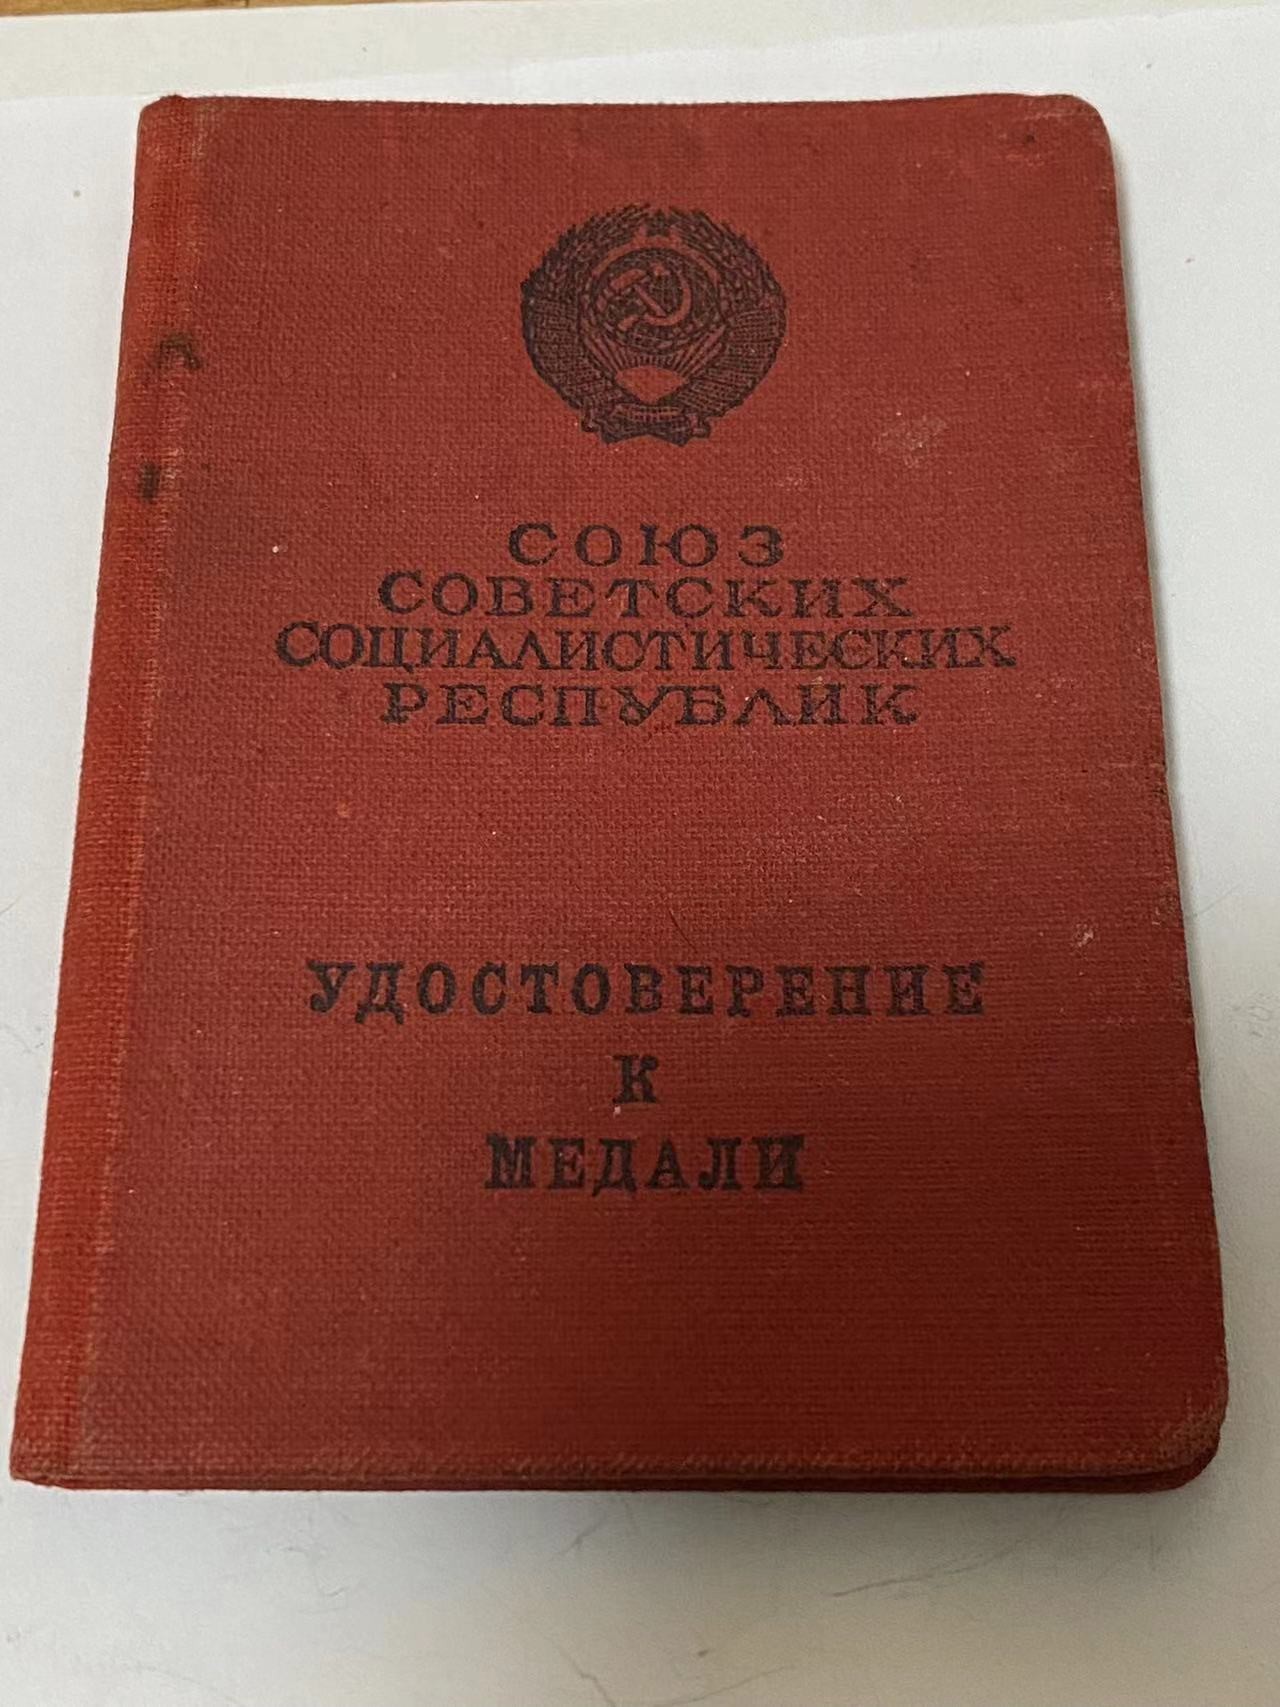 СОЮЗ
СОВЕТСКИХ
СОЦИАЛИСТИЧЕСКИХ
РЕСПУБЛИК
УДОСТОВЕРЕНИЕ
К
МЕДАЛИ